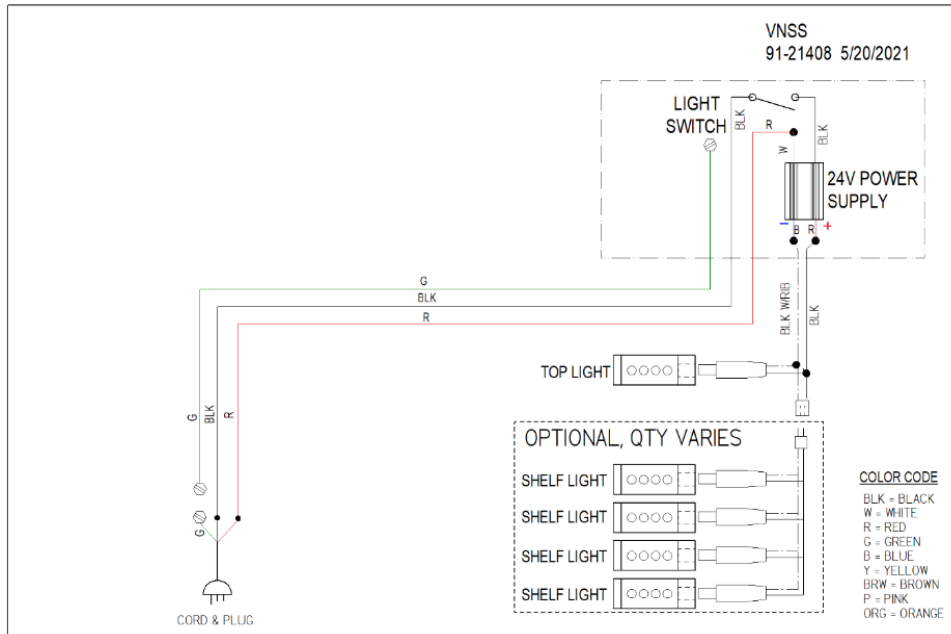 VNSS
91-21408 5/20/2021
LIGHT
SWITCH
BLK
R
BLK
W
24V POWER
SUPPLY
–
B
R
+
G
BLK
R
BLK W/RIB
BLK
TOP LIGHT
G
BLK
R
OPTIONAL, QTY VARIES
SHELF LIGHT
SHELF LIGHT
SHELF LIGHT
SHELF LIGHT
G
CORD & PLUG
COLOR CODE
BLK = BLACK
W = WHITE
R = RED
G = GREEN
B = BLUE
Y = YELLOW
BRW = BROWN
P = PINK
ORG = ORANGE